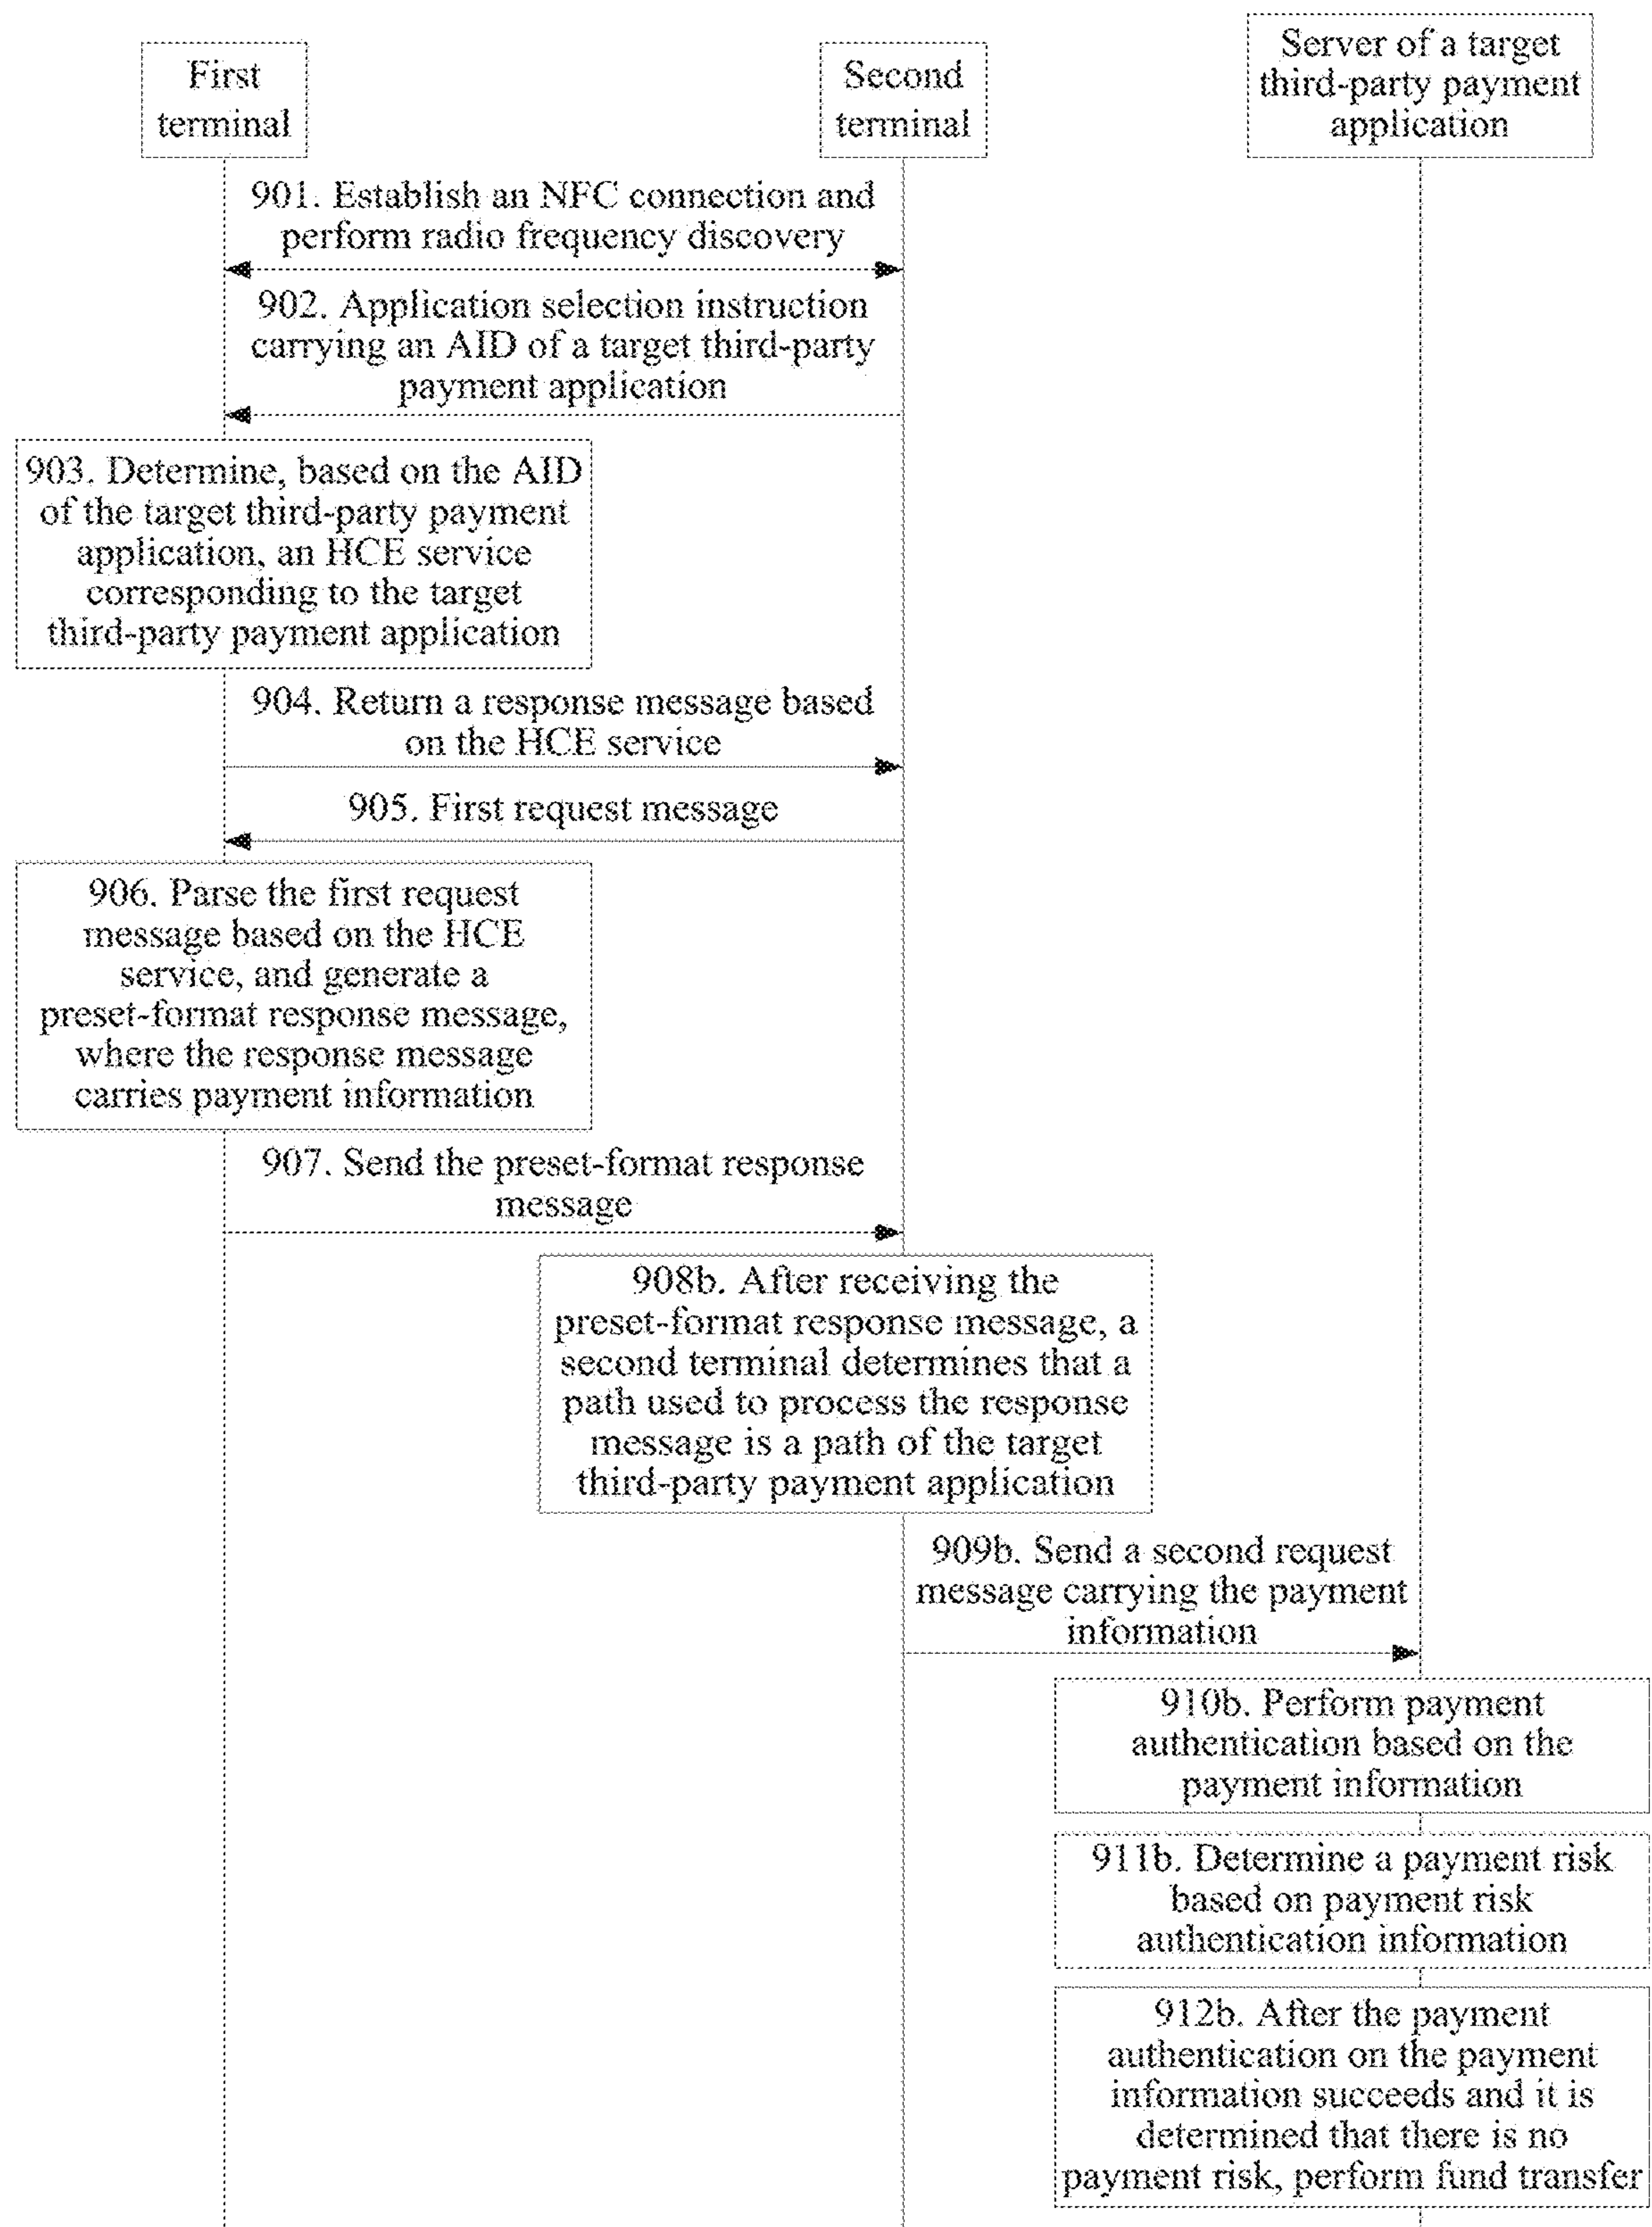 First
terminal
Second
terminal
Server of a target
third-party payment
application
901. Establish an NFC connection and
perform radio frequency discovery
902. Application selection instruction
carrying an AID of a target third-party
payment application
903. Determine, based on the AID
of the target third-party payment
application, an HCE service
corresponding to the target
third-party payment application
904. Return a response message based
on the HCE service
905. First request message
906. Parse the first request
message based on the HCE
service, and generate a
preset-format response message,
where the response message
carries payment information
907. Send the preset-format response
message
908b. After receiving the
preset-format response message, a
second terminal determines that a
path used to process the response
message is a path of the target
third-party payment application
909b. Send a second request
message carrying the payment
information
910b. Perform payment
authentication based on the
payment information
911b. Determine a payment risk
based on payment risk
authentication information
912b. After the payment
authentication on the payment
information succeeds and it is
determined that there is no
payment risk, perform fund transfer